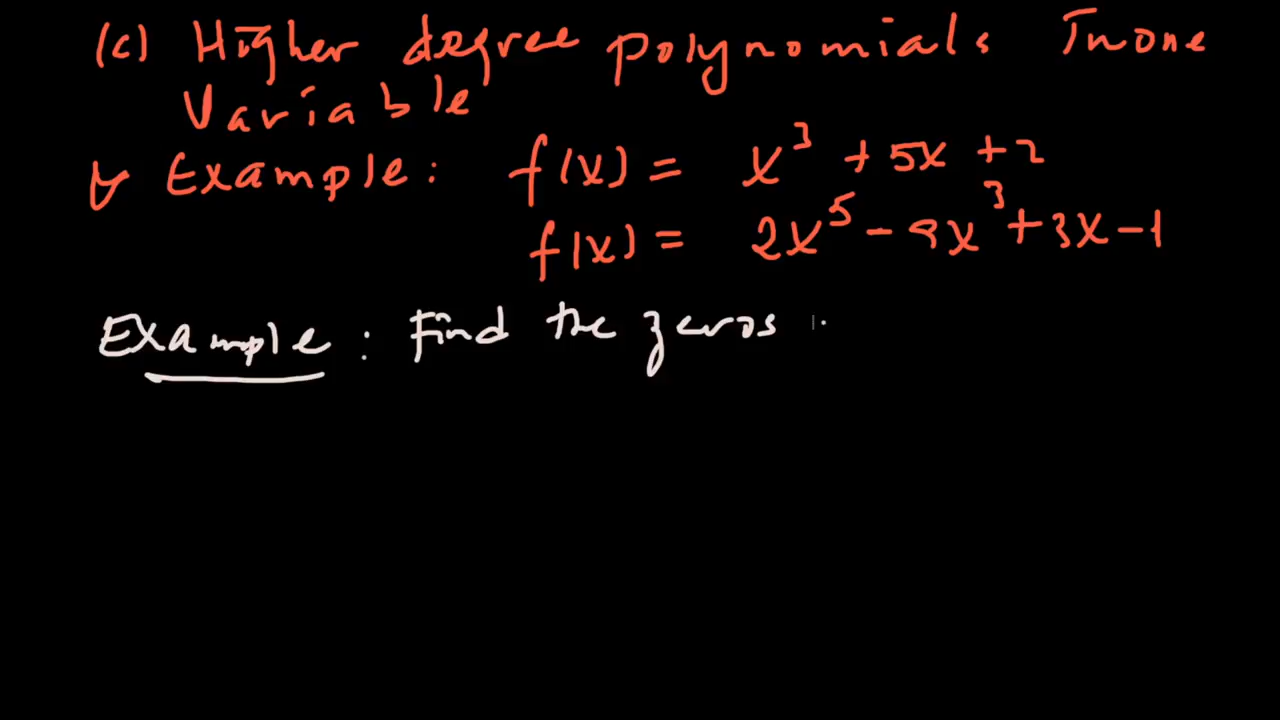 (c) Higher degree polynomials In one
Variable
Example: f(x) = x³ + 5x + 2
f(x) = 2x⁵ - 9x³ + 3x - 1
Example: Find the zeros